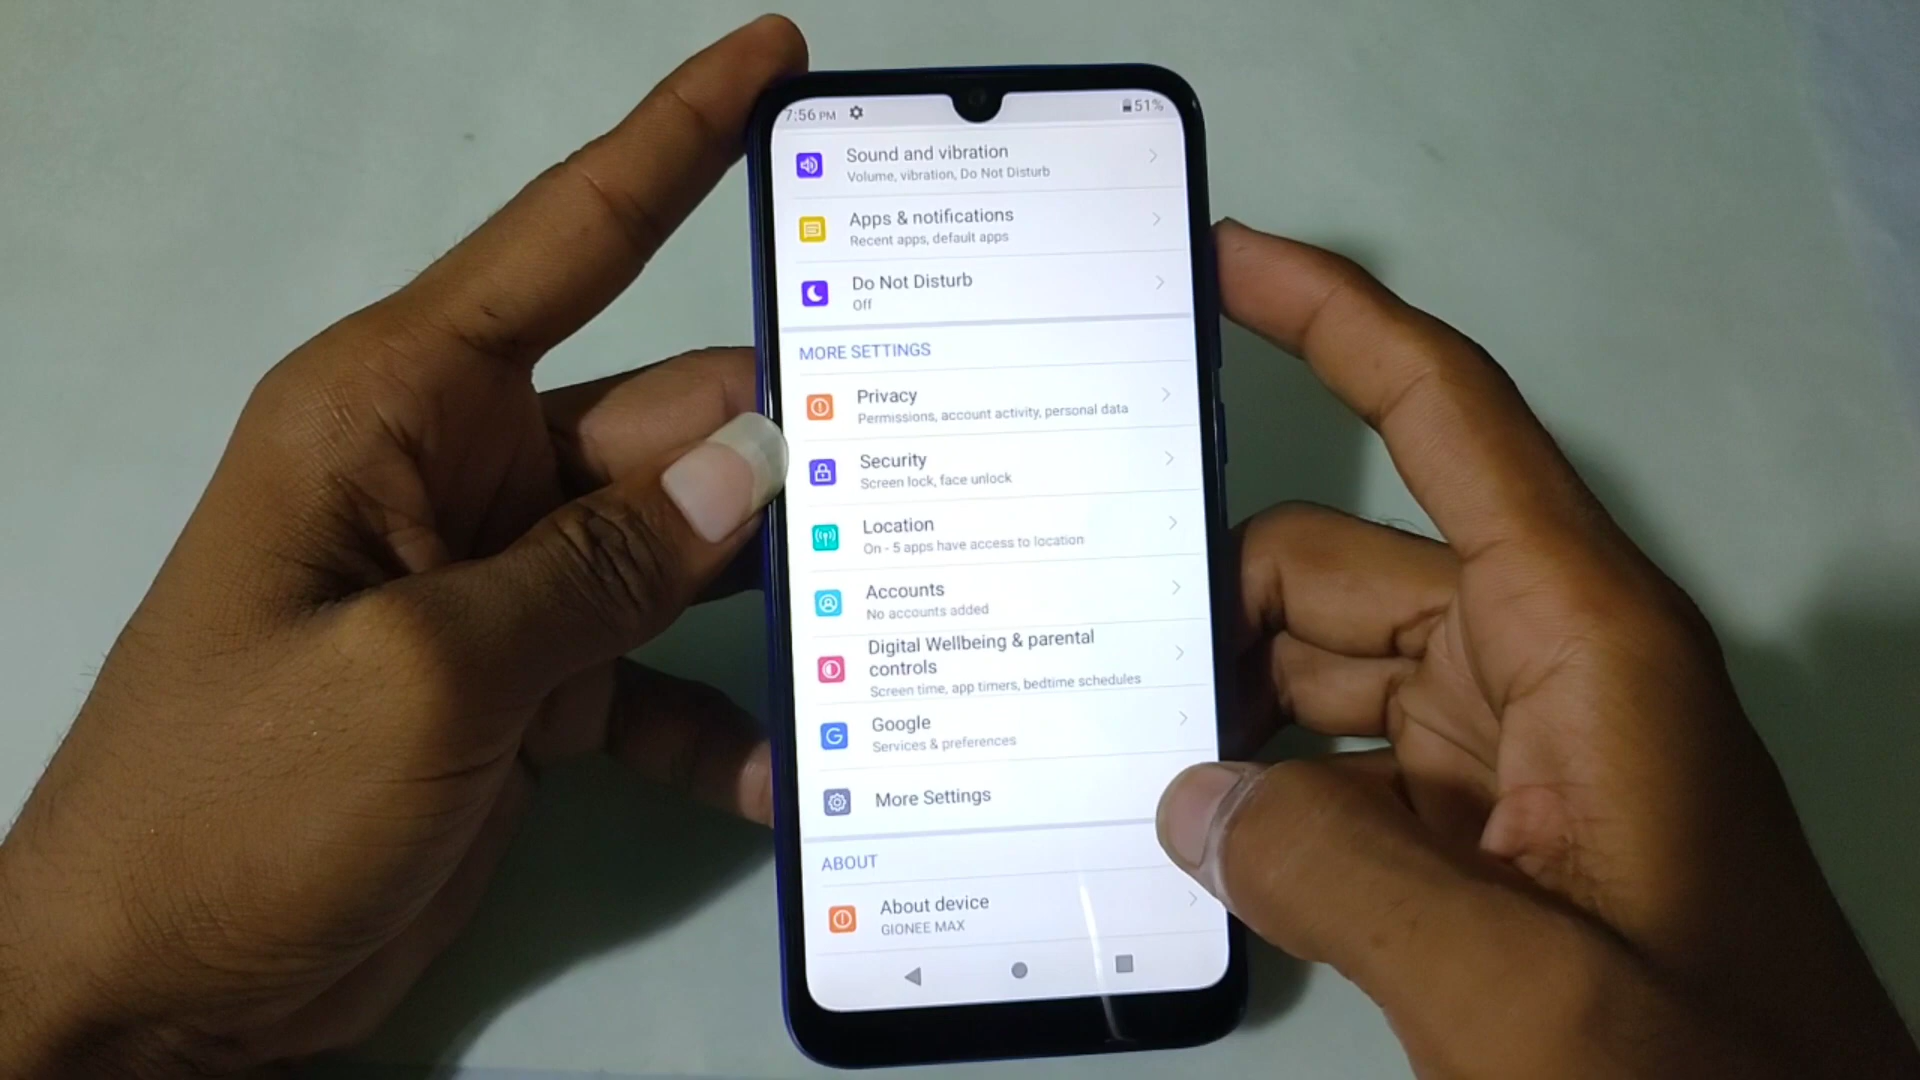 7:56 PM
51%
Sound and vibration
Volume, vibration, Do Not Disturb
Apps & notifications
Recent apps, default apps
Do Not Disturb
Off
MORE SETTINGS
Privacy
Permissions, account activity, personal data
Security
Screen lock, face unlock
Location
On - 5 apps have access to location
Accounts
No accounts added
Digital Wellbeing & parental
controls
Screen time, app timers, bedtime schedules
Google
Services & preferences
More Settings
ABOUT
About device
GIONEE MAX